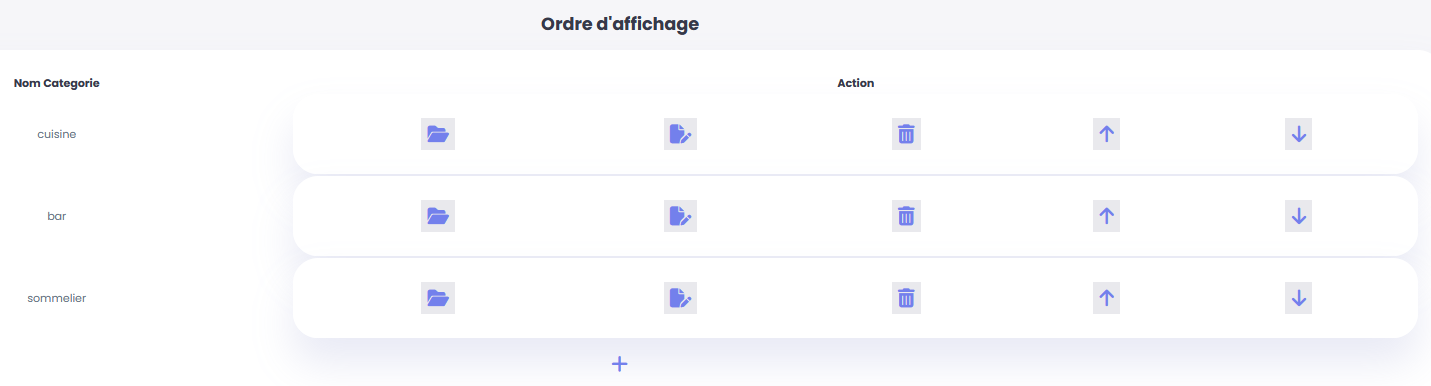 Ordre d'affichage
Nom Categorie Action
cuisine
bar
sommelier